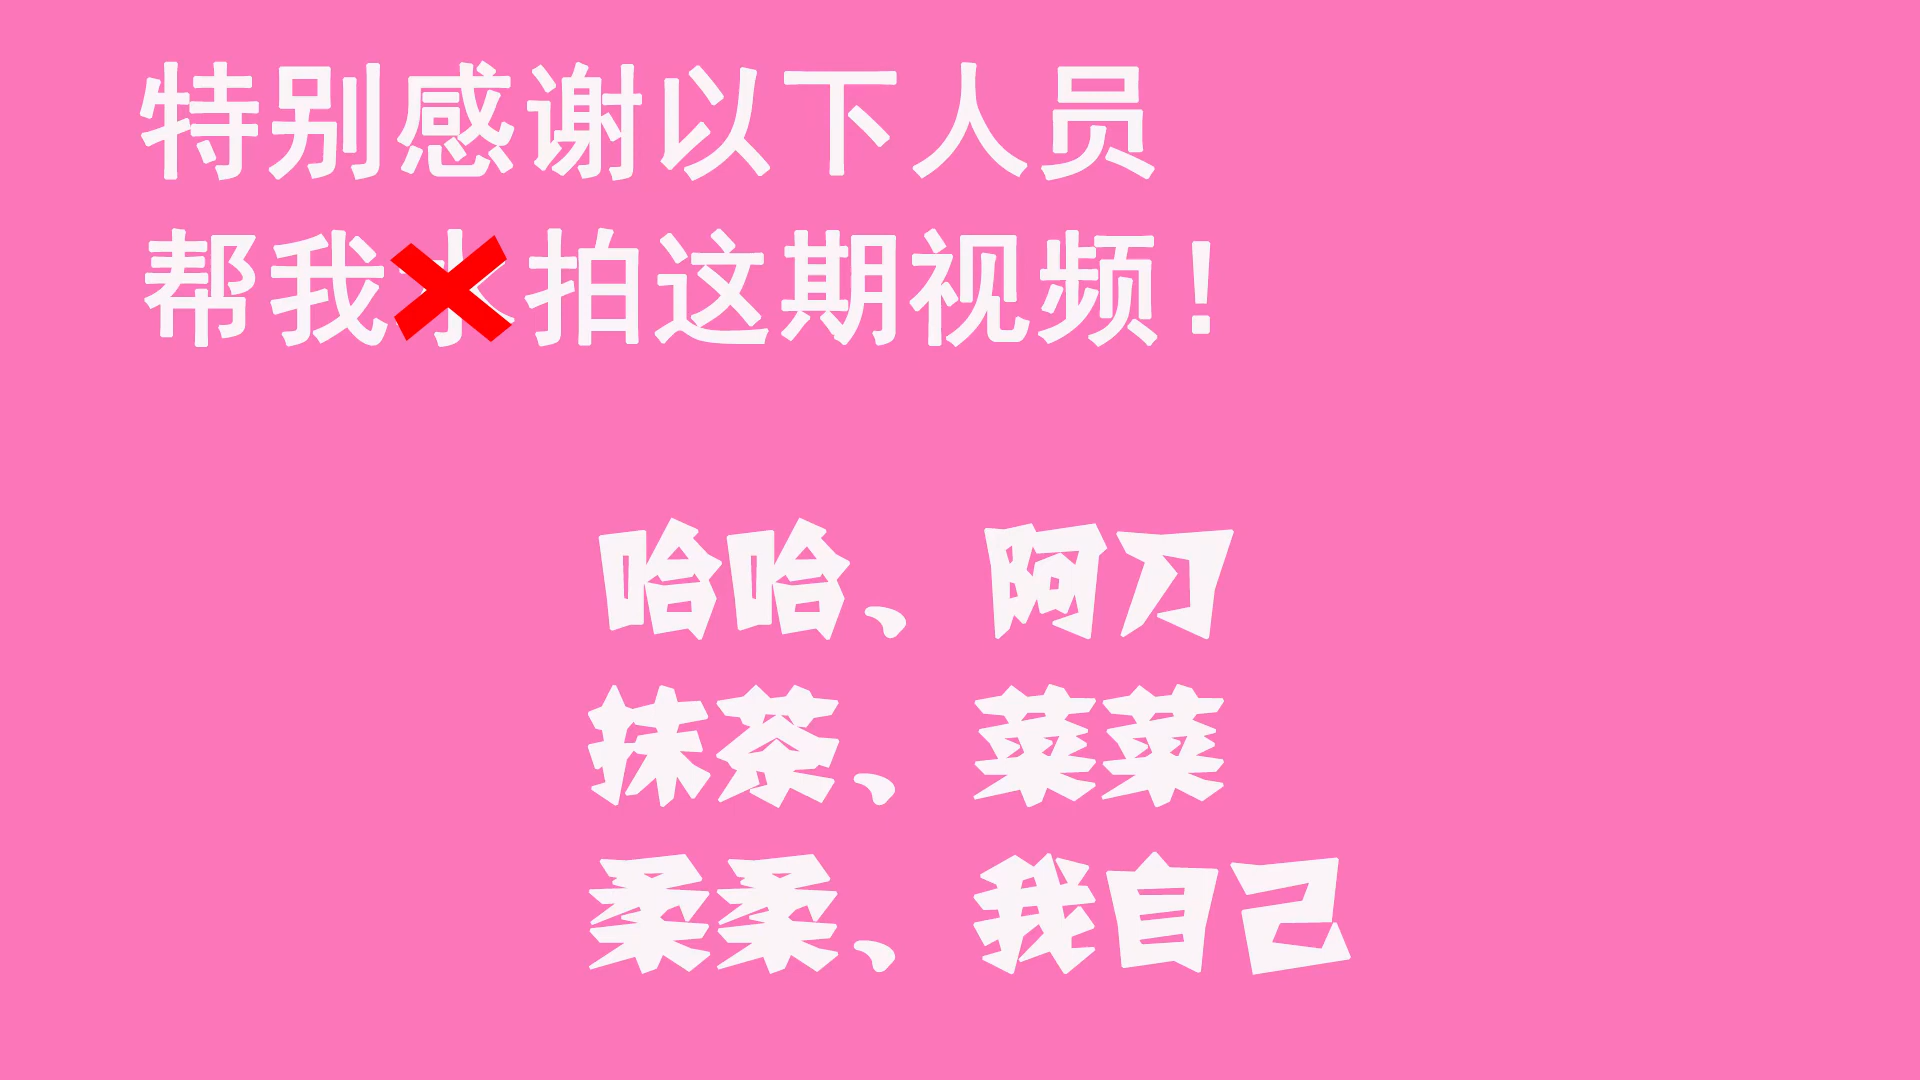 特别感谢以下人员
帮我水拍这期视频！
哈哈、阿刀
抹茶、菜菜
柔柔、我自己